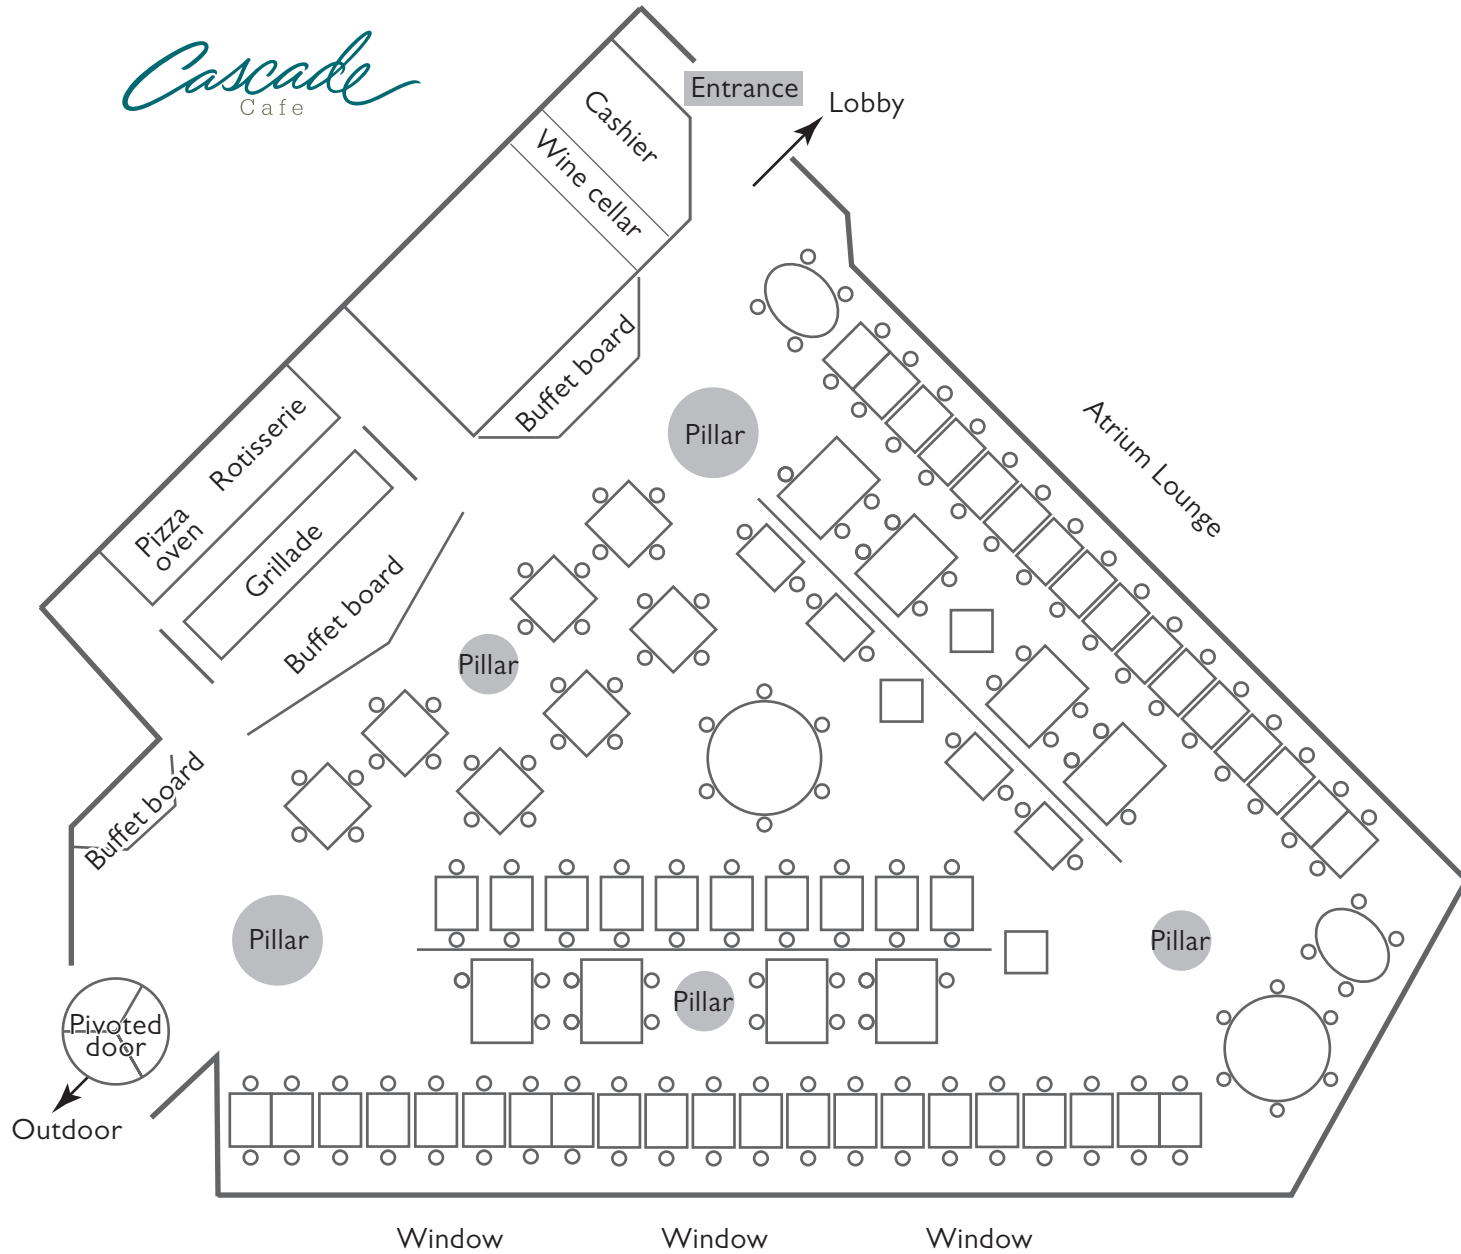 Cascade
Cafe
Entrance
Lobby
Cashier
Wine cellar
Buffet board
Pillar
Atrium Lounge
Rotisserie
Pizza
oven
Grillade
Buffet board
Pillar
Buffet board
Pillar
Pillar
Pillar
Pivoted
door
Outdoor
Window
Window
Window